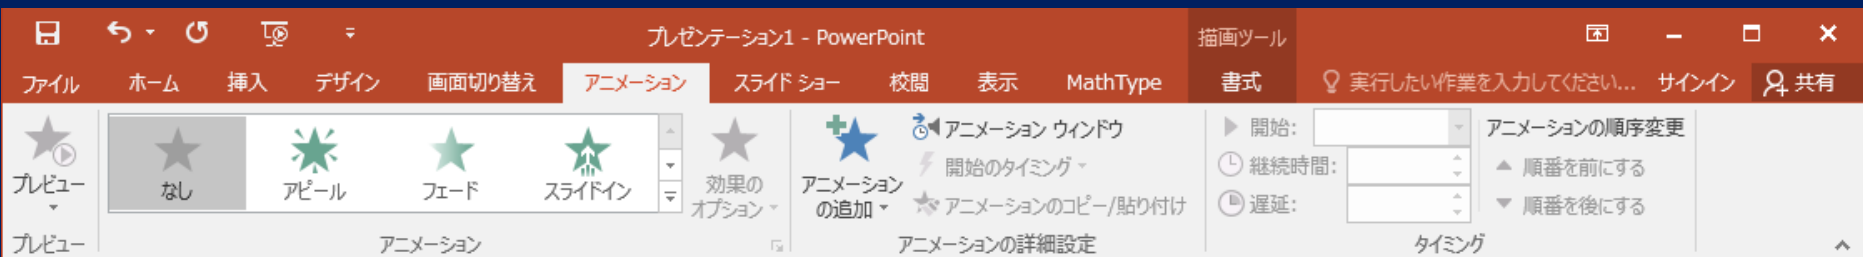 プレゼンテーション1 - PowerPoint
描画ツール
ファイル ホーム 挿入 デザイン 画面切り替え アニメーション スライド ショー 校閲 表示 MathType 書式 実行したい作業を入力してください... サインイン 共有
プレビュー
なし
アピール
フェード
スライドイン
効果の
オプション
アニメーション
の追加
アニメーション ウィンドウ
開始のタイミング
アニメーションのコピー/貼り付け
開始:
継続時間:
遅延:
アニメーションの順序変更
順番を前にする
順番を後にする
プレビュー
アニメーション
アニメーションの詳細設定
タイミング